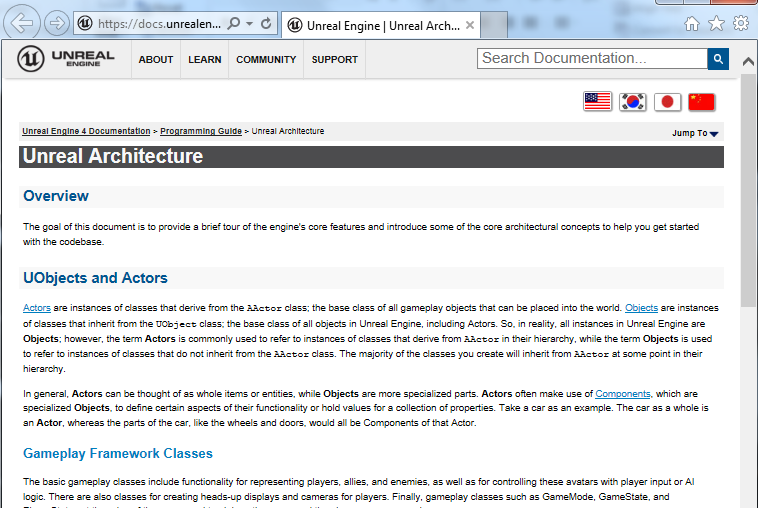 https://docs.unrealen...
Unreal Engine | Unreal Arch...
UNREAL
ENGINE
ABOUT
LEARN
COMMUNITY
SUPPORT
Search Documentation...
Unreal Engine 4 Documentation > Programming Guide > Unreal Architecture
Jump To
Unreal Architecture
Overview
The goal of this document is to provide a brief tour of the engine's core features and introduce some of the core architectural concepts to help you get started
with the codebase.
UObjects and Actors
Actors are instances of classes that derive from the AActor class; the base class of all gameplay objects that can be placed into the world. Objects are instances
of classes that inherit from the UObject class; the base class of all objects in Unreal Engine, including Actors. So, in reality, all instances in Unreal Engine are
Objects; however, the term Actors is commonly used to refer to instances of classes that derive from AActor in their hierarchy, while the term Objects is used
to refer to instances of classes that do not inherit from the AActor class. The majority of the classes you create will inherit from AActor at some point in their
hierarchy.
In general, Actors can be thought of as whole items or entities, while Objects are more specialized parts. Actors often make use of Components, which are
specialized Objects, to define certain aspects of their functionality or hold values for a collection of properties. Take a car as an example. The car as a whole is
an Actor, whereas the parts of the car, like the wheels and doors, would all be Components of that Actor.
Gameplay Framework Classes
The basic gameplay classes include functionality for representing players, allies, and enemies, as well as for controlling these avatars with player input or AI
logic. There are also classes for creating heads-up displays and cameras for players. Finally, gameplay classes such as GameMode, GameState, and